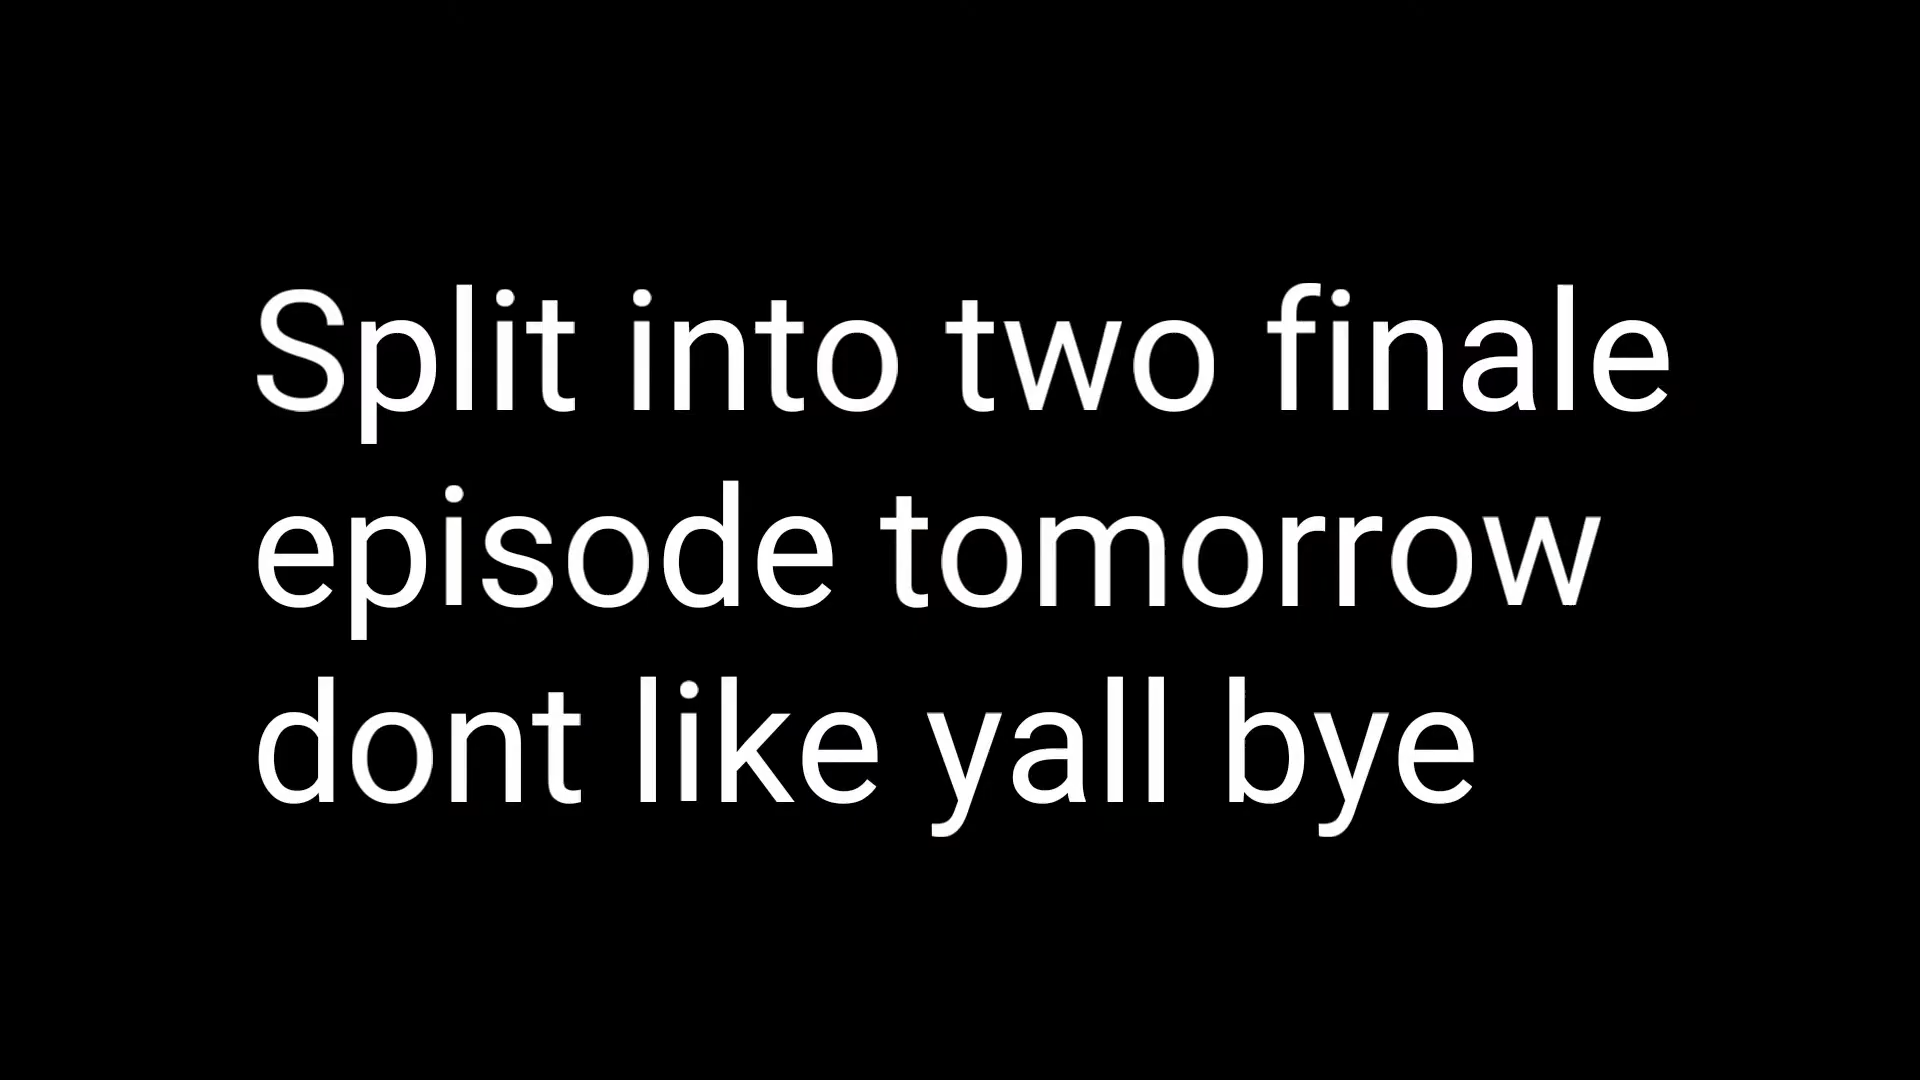 Split into two finale
episode tomorrow
dont like yall bye